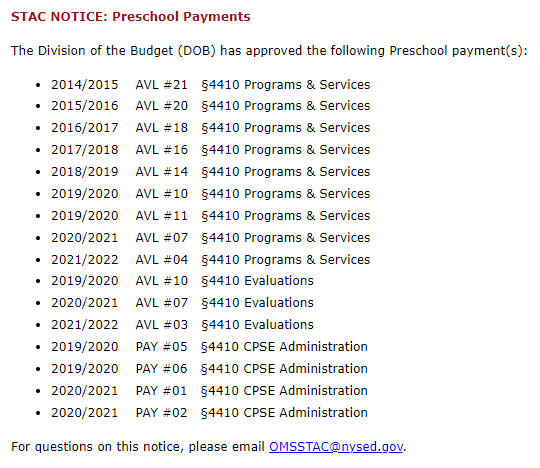 STAC NOTICE: Preschool Payments
The Division of the Budget (DOB) has approved the following Preschool payment(s):
• 2014/2015 AVL #21 §4410 Programs & Services
• 2015/2016 AVL #20 §4410 Programs & Services
• 2016/2017 AVL #18 §4410 Programs & Services
• 2017/2018 AVL #16 §4410 Programs & Services
• 2018/2019 AVL #14 §4410 Programs & Services
• 2019/2020 AVL #10 §4410 Programs & Services
• 2019/2020 AVL #11 §4410 Programs & Services
• 2020/2021 AVL #07 §4410 Programs & Services
• 2021/2022 AVL #04 §4410 Programs & Services
• 2019/2020 AVL #10 §4410 Evaluations
• 2020/2021 AVL #07 §4410 Evaluations
• 2021/2022 AVL #03 §4410 Evaluations
• 2019/2020 PAY #05 §4410 CPSE Administration
• 2019/2020 PAY #06 §4410 CPSE Administration
• 2020/2021 PAY #01 §4410 CPSE Administration
• 2020/2021 PAY #02 §4410 CPSE Administration
For questions on this notice, please email OMSSTAC@nysed.gov.